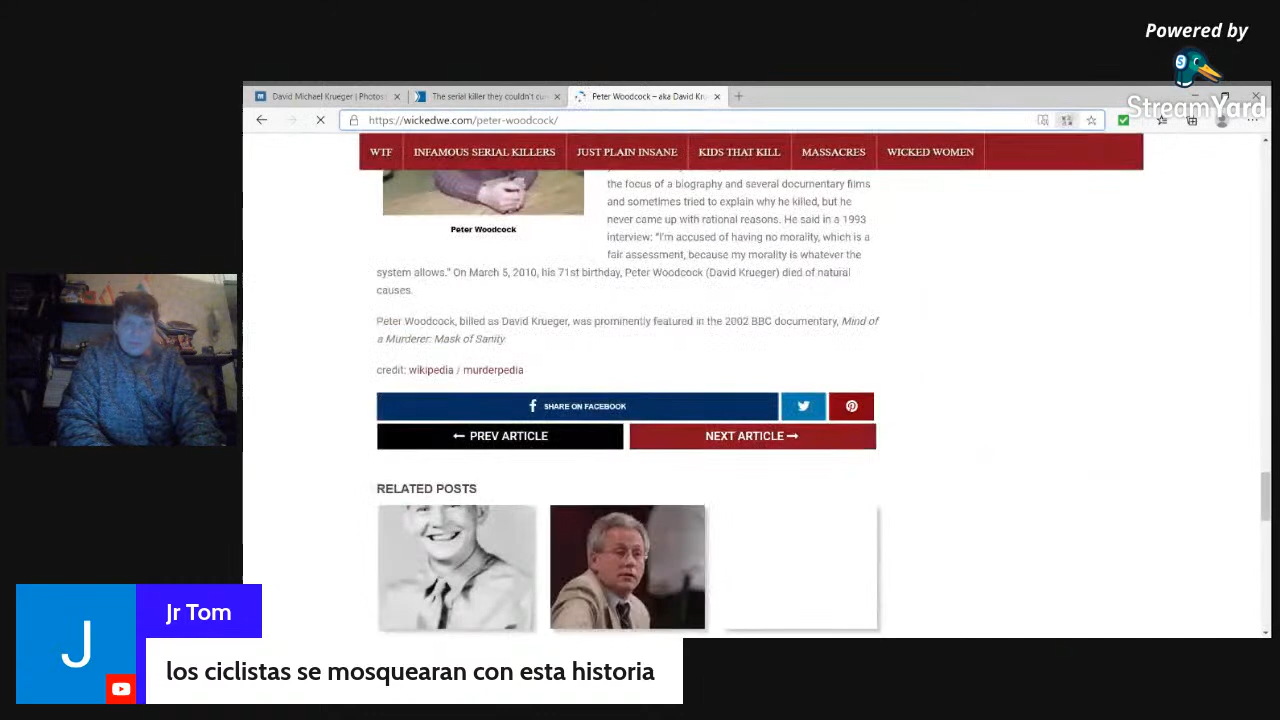 Powered by
StreamYard
David Michael Krueger | Photos
The serial killer they couldn't cu
Peter Woodcock – aka David Kru
https://wickedwe.com/peter-woodcock/
WTF
INFAMOUS SERIAL KILLERS
JUST PLAIN INSANE
KIDS THAT KILL
MASSACRES
WICKED WOMEN
the focus of a biography and several documentary films
and sometimes tried to explain why he killed, but he
never came up with rational reasons. He said in a 1993
interview: "I'm accused of having no morality, which is a
fair assessment, because my morality is whatever the
system allows." On March 5, 2010, his 71st birthday, Peter Woodcock (David Krueger) died of natural
causes.
Peter Woodcock
Peter Woodcock, billed as David Krueger, was prominently featured in the 2002 BBC documentary, Mind of
a Murderer: Mask of Sanity.
credit: wikipedia / murderpedia
SHARE ON FACEBOOK
← PREV ARTICLE
NEXT ARTICLE →
RELATED POSTS
J
Jr Tom
los ciclistas se mosquearan con esta historia